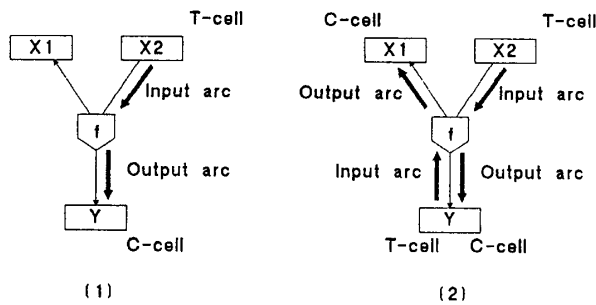 T-cell
X1 X2
Input arc
f
Output arc
Y
C-cell
(1)
C-cell T-cell
X1 X2
Output arc Input arc
f
Input arc Output arc
Y
T-cell C-cell
(2)